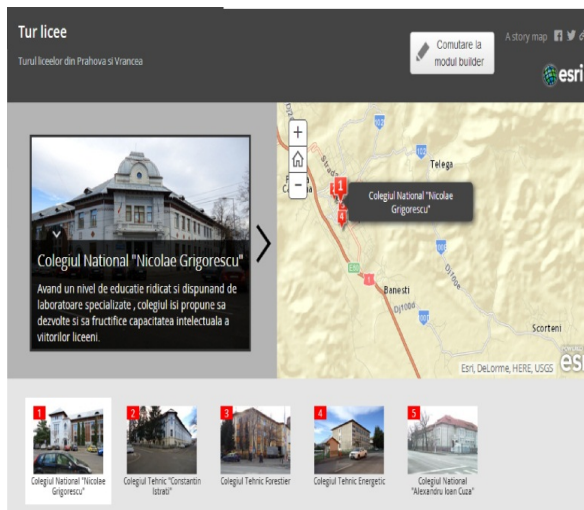 Tur licee
Turul liceelor din Prahova si Vrancea
Comutare la
modul builder
A story map
esri
Colegiul National "Nicolae Grigorescu"
Avand un nivel de educatie ridicat si dispunand de
laboratoare specializate , colegiul isi propune sa
dezvolte si sa fructifice capacitatea intelectuala a
viitorilor liceeni.
+
−
Telega
1
Colegiul National "Nicolae
Grigorescu"
4
Banesti
Dj100d
Scorteni
Esri, DeLorme, HERE, USGS
esri
1
Colegiul National "Nicolae
Grigorescu"
2
Colegiul Tehnic "Constantin
Istrati"
3
Colegiul Tehnic Forestier
4
Colegiul Tehnic Energetic
5
Colegiul National
"Alexandru Ioan Cuza"